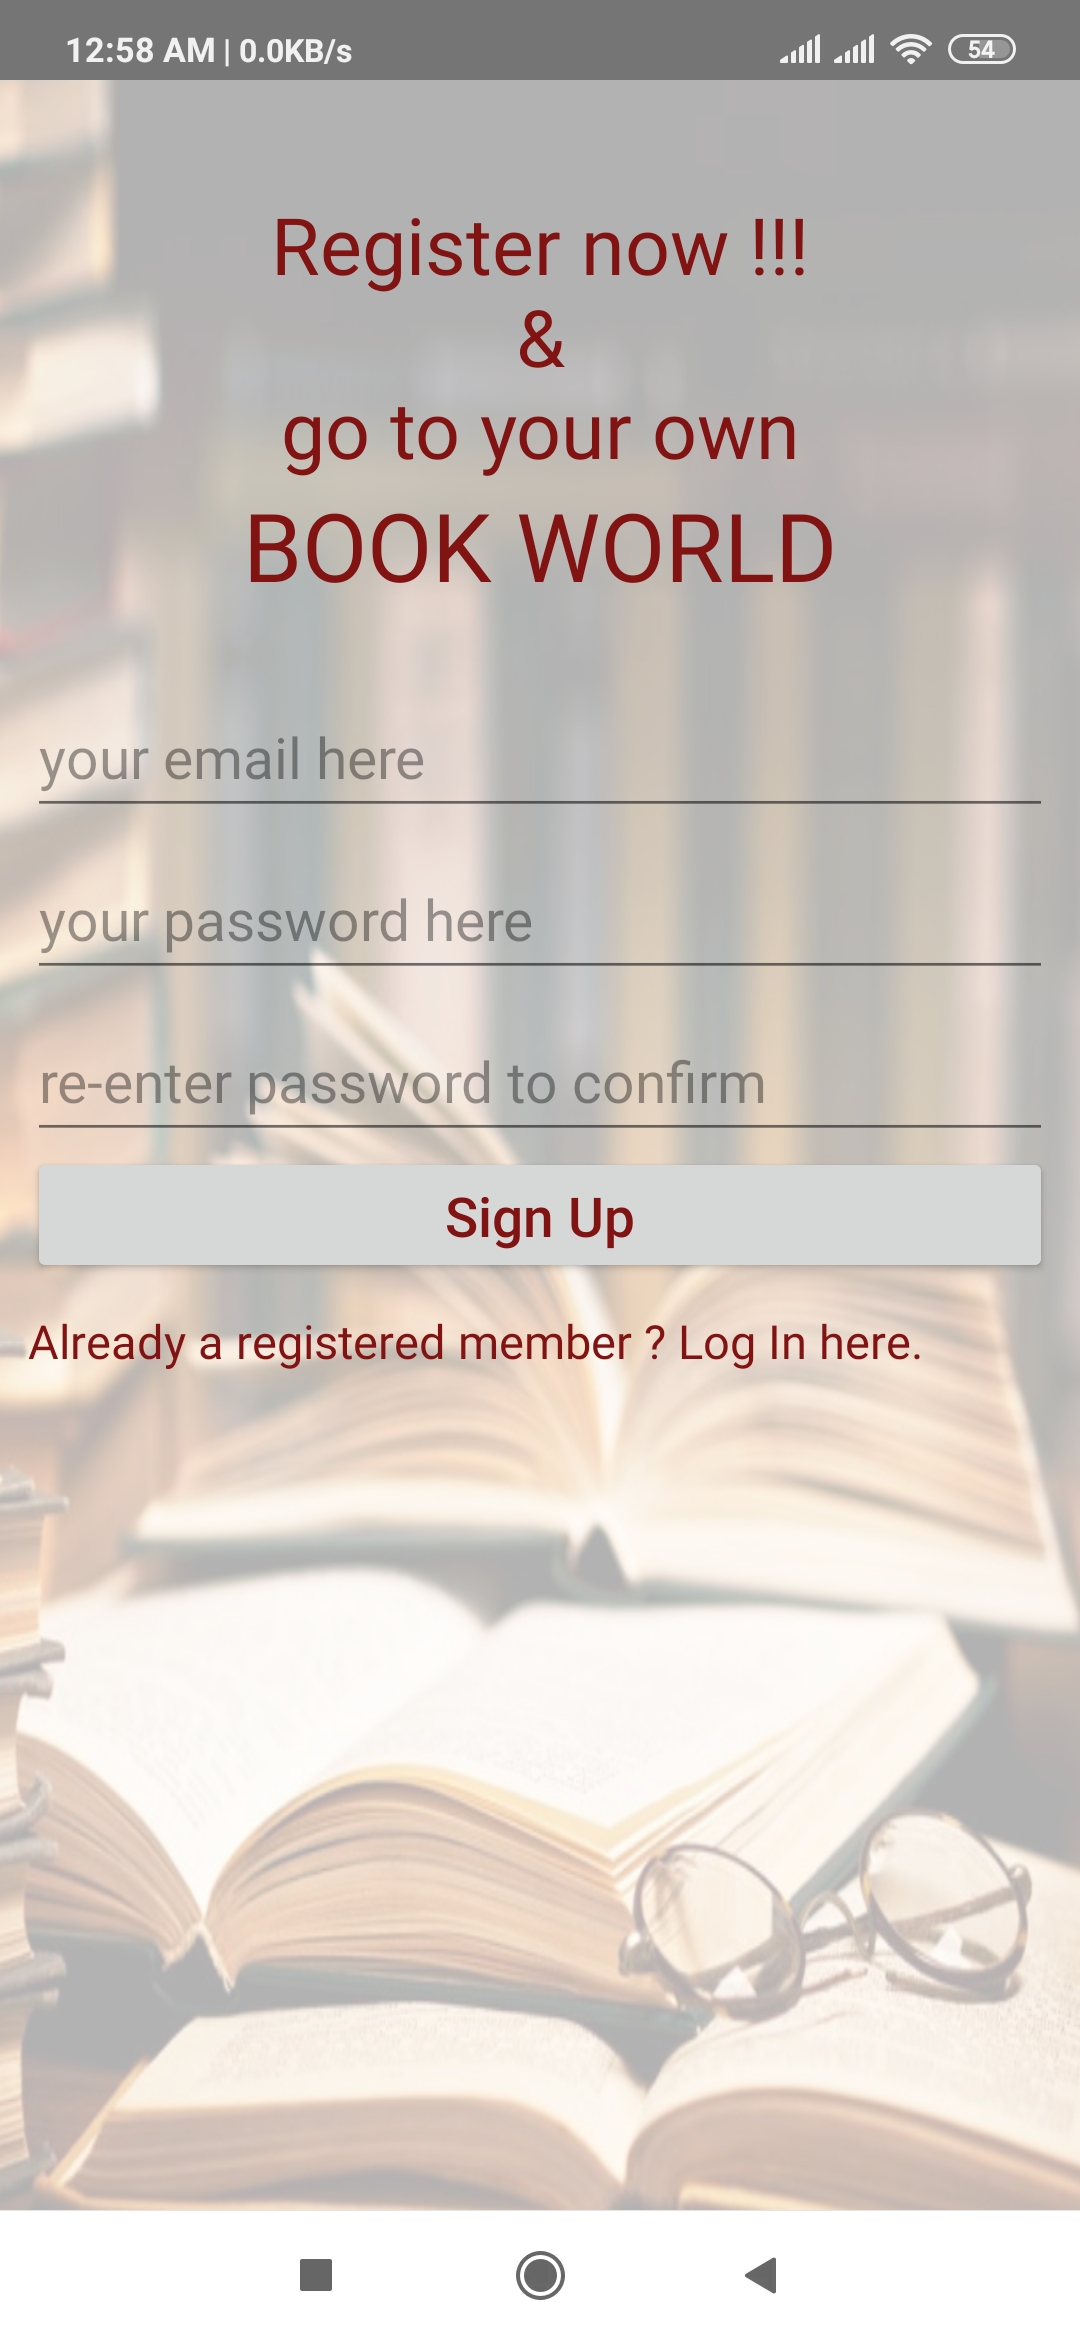 12:58 AM | 0.0KB/s 54
Register now !!!
&
go to your own
BOOK WORLD
your email here
your password here
re-enter password to confirm
Sign Up
Already a registered member ? Log In here.